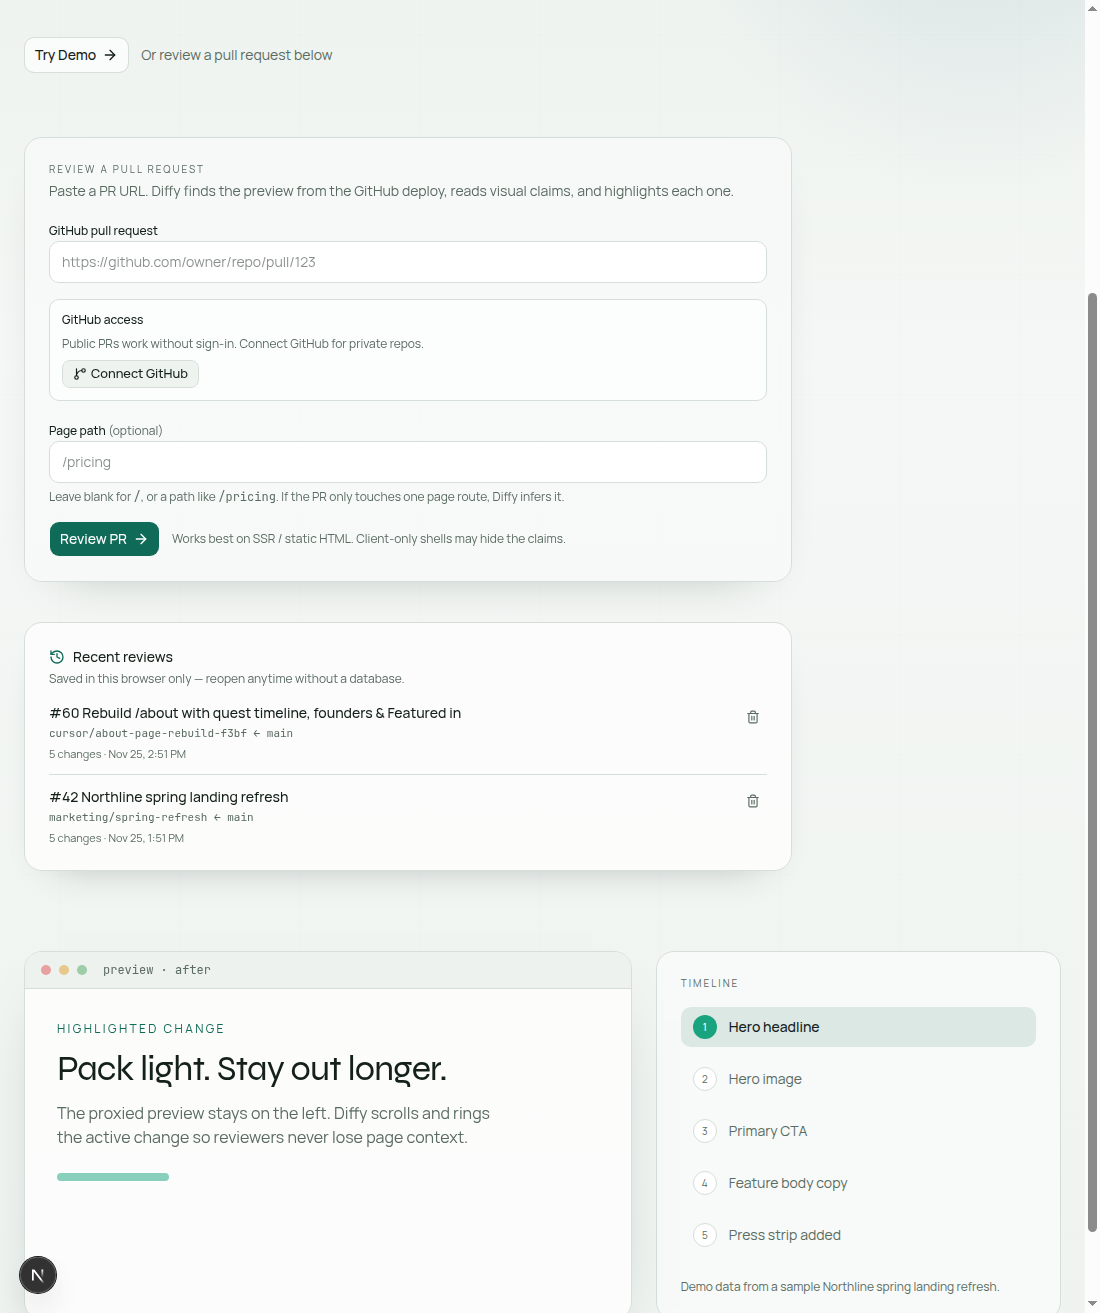 Try Demo →
Or review a pull request below
REVIEW A PULL REQUEST
Paste a PR URL. Diffy finds the preview from the GitHub deploy, reads visual claims, and highlights each one.
GitHub pull request
https://github.com/owner/repo/pull/123
GitHub access
Public PRs work without sign-in. Connect GitHub for private repos.
Connect GitHub
Page path (optional)
/pricing
Leave blank for /, or a path like /pricing. If the PR only touches one page route, Diffy infers it.
Review PR →
Works best on SSR / static HTML. Client-only shells may hide the claims.
Recent reviews
Saved in this browser only — reopen anytime without a database.
#60 Rebuild /about with quest timeline, founders & Featured in
cursor/about-page-rebuild-f3bf ← main
5 changes · Nov 25, 2:51 PM
#42 Northline spring landing refresh
marketing/spring-refresh ← main
5 changes · Nov 25, 1:51 PM
preview · after
HIGHLIGHTED CHANGE
Pack light. Stay out longer.
The proxied preview stays on the left. Diffy scrolls and rings
the active change so reviewers never lose page context.
TIMELINE
1 Hero headline
2 Hero image
3 Primary CTA
4 Feature body copy
5 Press strip added
Demo data from a sample Northline spring landing refresh.
N